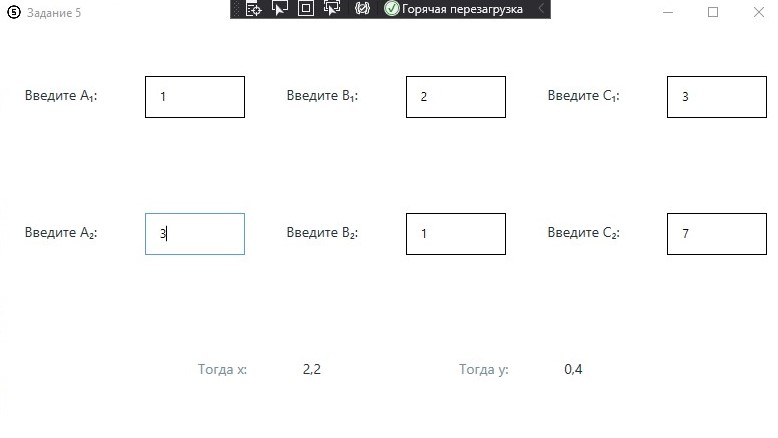 5 Задание 5 Горячая перезагрузка
Введите A₁: 1 Введите B₁: 2 Введите C₁: 3
Введите A₂: 3 Введите B₂: 1 Введите C₂: 7
Тогда x: 2,2 Тогда y: 0,4